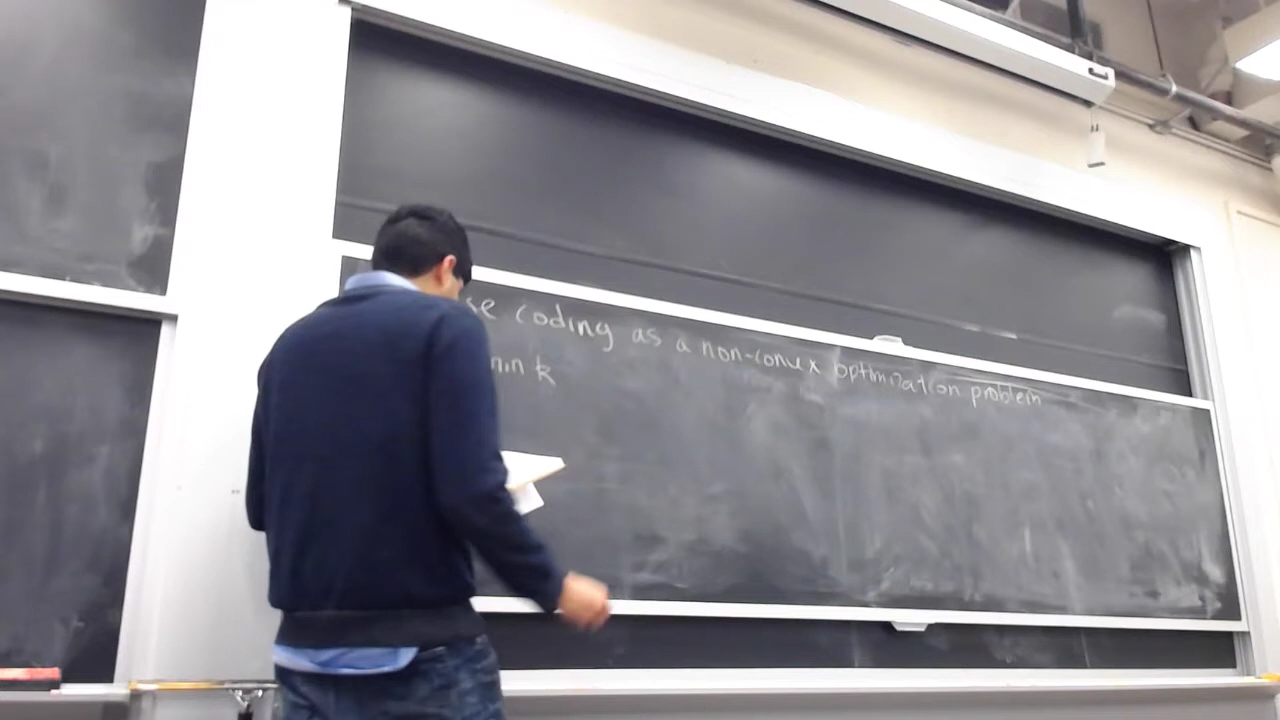 se coding as a non-convex optimization problem
min k